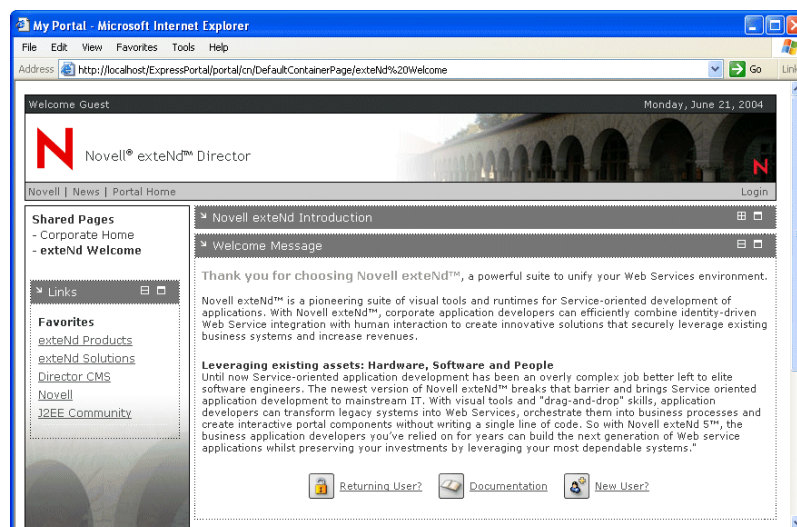 My Portal - Microsoft Internet Explorer
File Edit View Favorites Tools Help
Address http://localhost/ExpressPortal/portal/cn/DefaultContainerPage/exteNd%20Welcome Go Link
Welcome Guest Monday, June 21, 2004
N Novell® exteNd™ Director N
Novell | News | Portal Home Login
Shared Pages
- Corporate Home
- exteNd Welcome
Links
Favorites
exteNd Products
exteNd Solutions
Director CMS
Novell
J2EE Community
Novell exteNd Introduction
Welcome Message
Thank you for choosing Novell exteNd™, a powerful suite to unify your Web Services environment.
Novell exteNd™ is a pioneering suite of visual tools and runtimes for Service-oriented development of
applications. With Novell exteNd™, corporate application developers can efficiently combine identity-driven
Web Service integration with human interaction to create innovative solutions that securely leverage existing
business systems and increase revenues.
Leveraging existing assets: Hardware, Software and People
Until now Service-oriented application development has been an overly complex job better left to elite
software engineers. The newest version of Novell exteNd™ breaks that barrier and brings Service oriented
application development to mainstream IT. With visual tools and "drag-and-drop" skills, application
developers can transform legacy systems into Web Services, orchestrate them into business processes and
create interactive portal components without writing a single line of code. So with Novell exteNd 5™, the
business application developers you've relied on for years can build the next generation of Web service
applications whilst preserving your investments by leveraging your most dependable systems."
Returning User? Documentation New User?